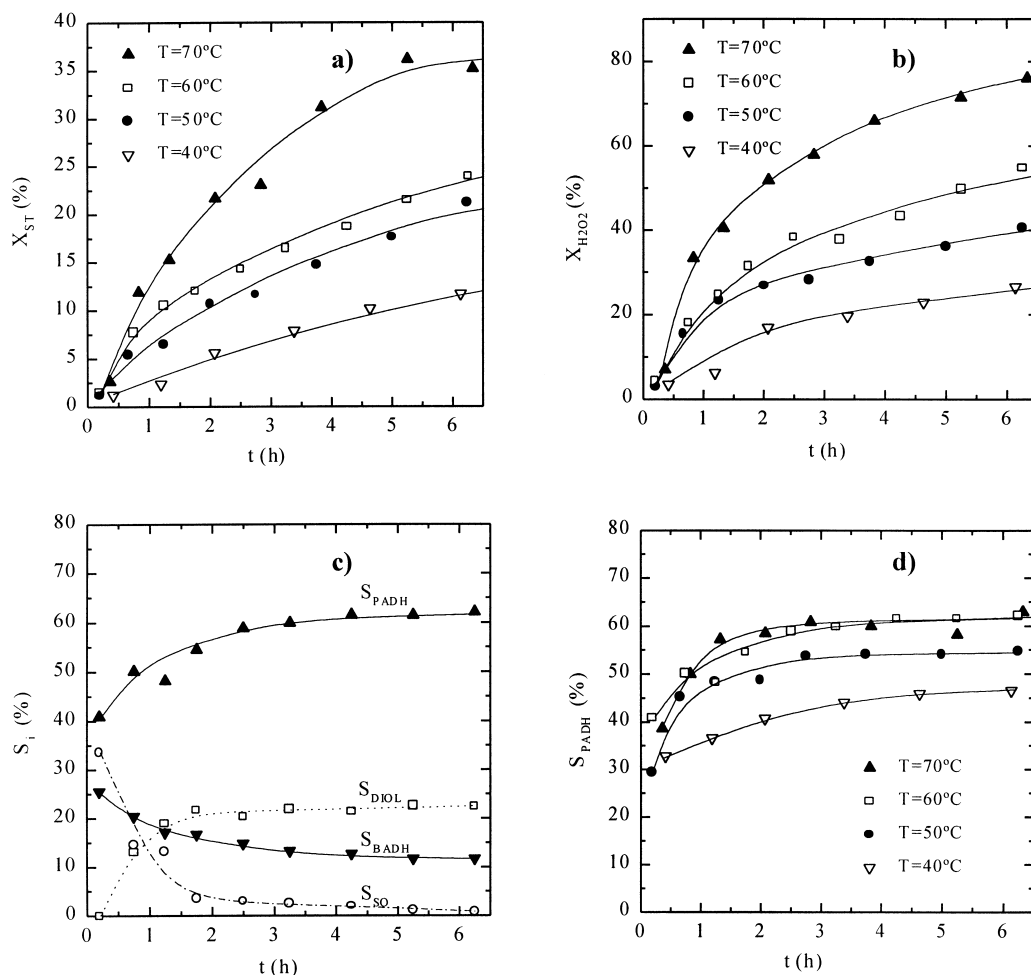 40
35
30
25
20
15
10
5
0
X_ST (%)
a)
T=70ºC
T=60ºC
T=50ºC
T=40ºC
0 1 2 3 4 5 6
t (h)
80
60
40
20
0
X_H2O2 (%)
b)
T=70ºC
T=60ºC
T=50ºC
T=40ºC
0 1 2 3 4 5 6
t (h)
80
70
60
50
40
30
20
10
0
S_i (%)
c)
S_PADH
S_DIOL
S_BADH
S_SO
0 1 2 3 4 5 6
t (h)
80
70
60
50
40
30
20
10
0
S_PADH (%)
d)
T=70ºC
T=60ºC
T=50ºC
T=40ºC
0 1 2 3 4 5 6
t (h)